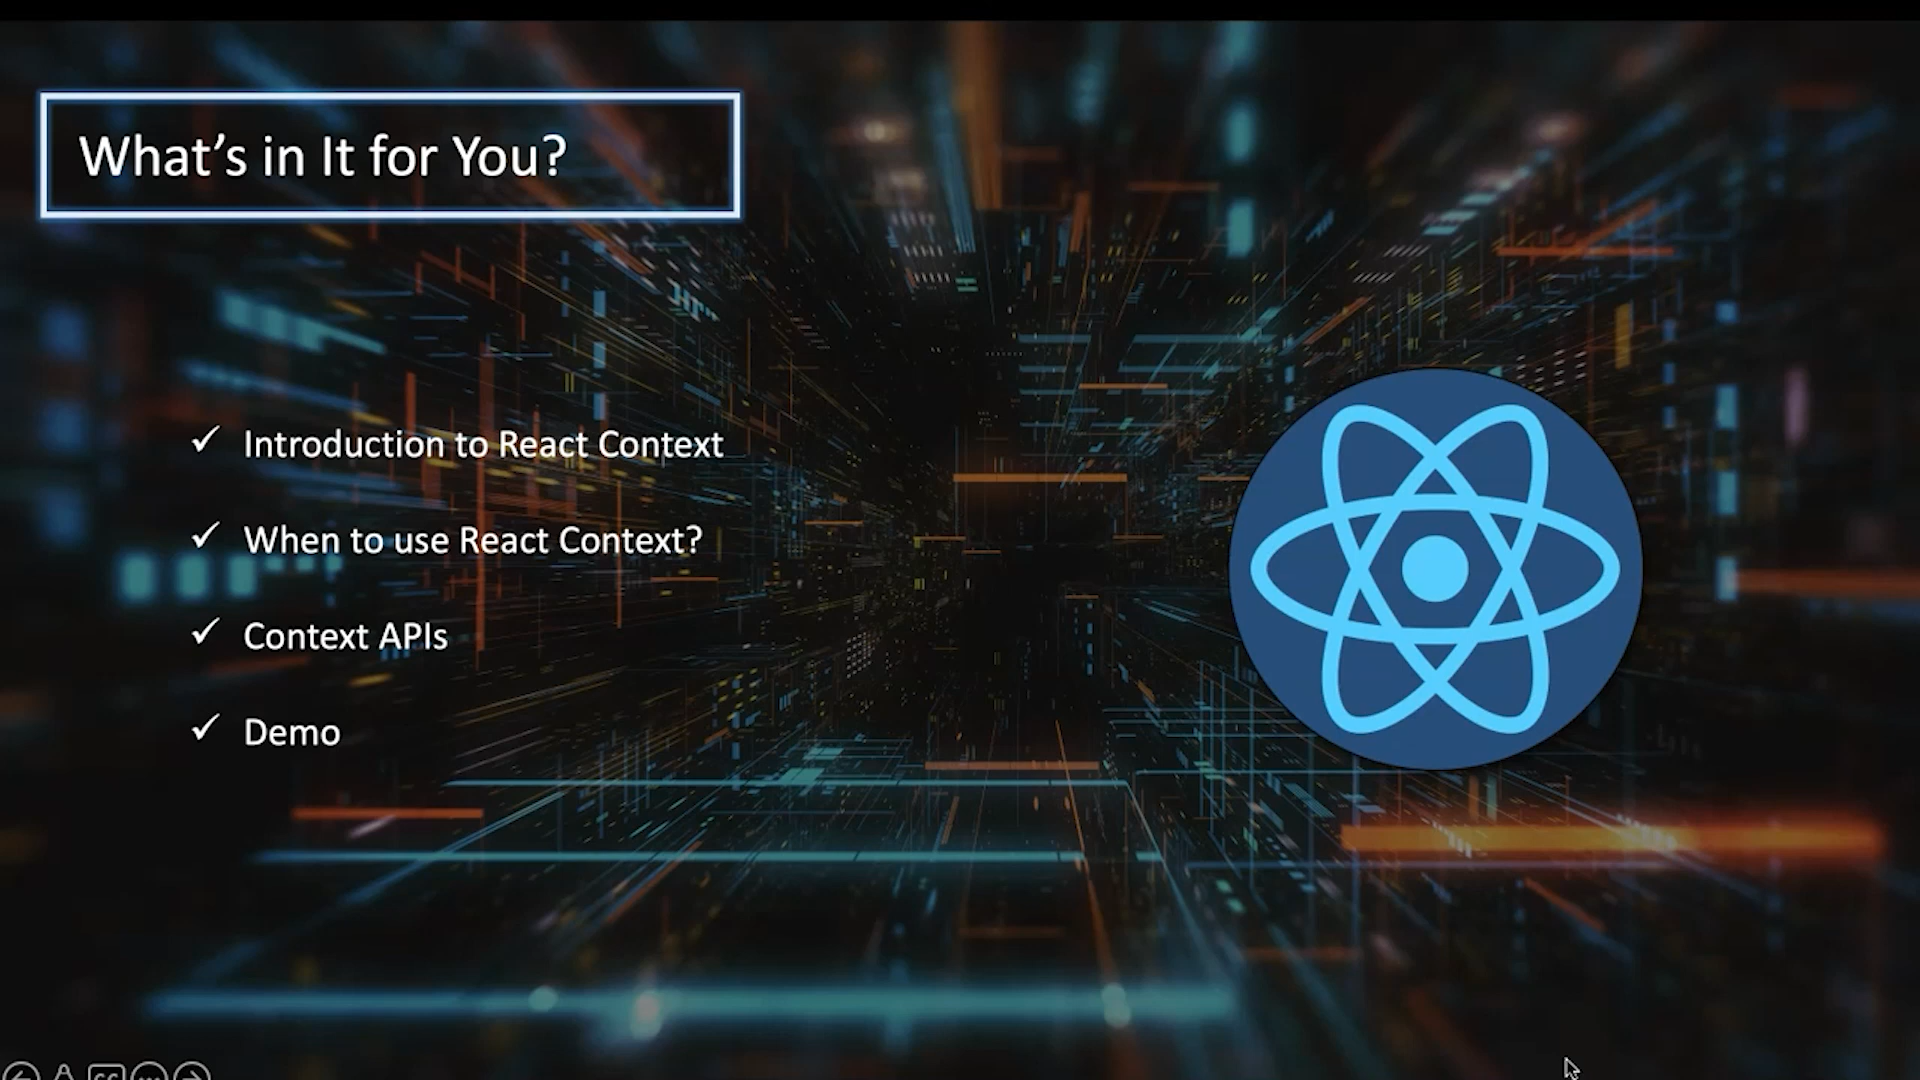 What’s in It for You?
✓ Introduction to React Context
✓ When to use React Context?
✓ Context APIs
✓ Demo